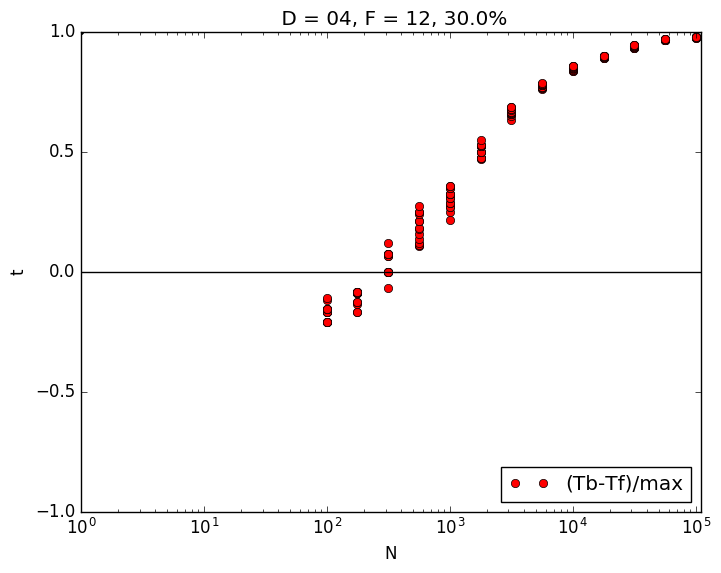 D = 04, F = 12, 30.0%
1.0
0.5
0.0
−0.5
−1.0
t
(Tb-Tf)/max
10⁰ 10¹ 10² 10³ 10⁴ 10⁵
N